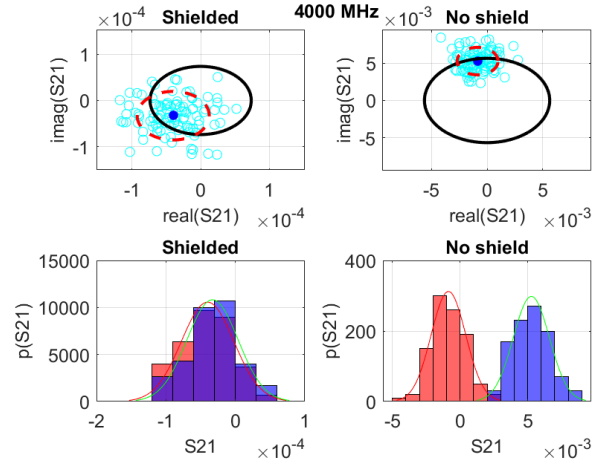 4000 MHz
Shielded
×10^-4
imag(S21)
1
0
-1
-1
0
1
real(S21)
×10^-4
No shield
×10^-3
imag(S21)
5
0
-5
-5
0
5
real(S21)
×10^-3
Shielded
p(S21)
15000
10000
5000
0
-2
-1
0
1
S21
×10^-4
No shield
p(S21)
400
200
0
-5
0
5
S21
×10^-3